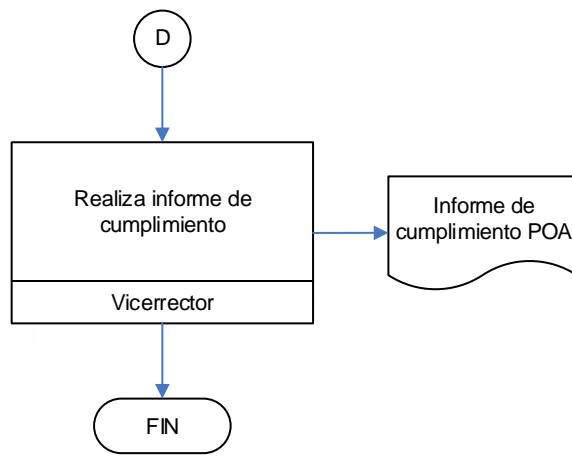 D
Realiza informe de
cumplimiento
Informe de
cumplimiento POA
Vicerrector
FIN